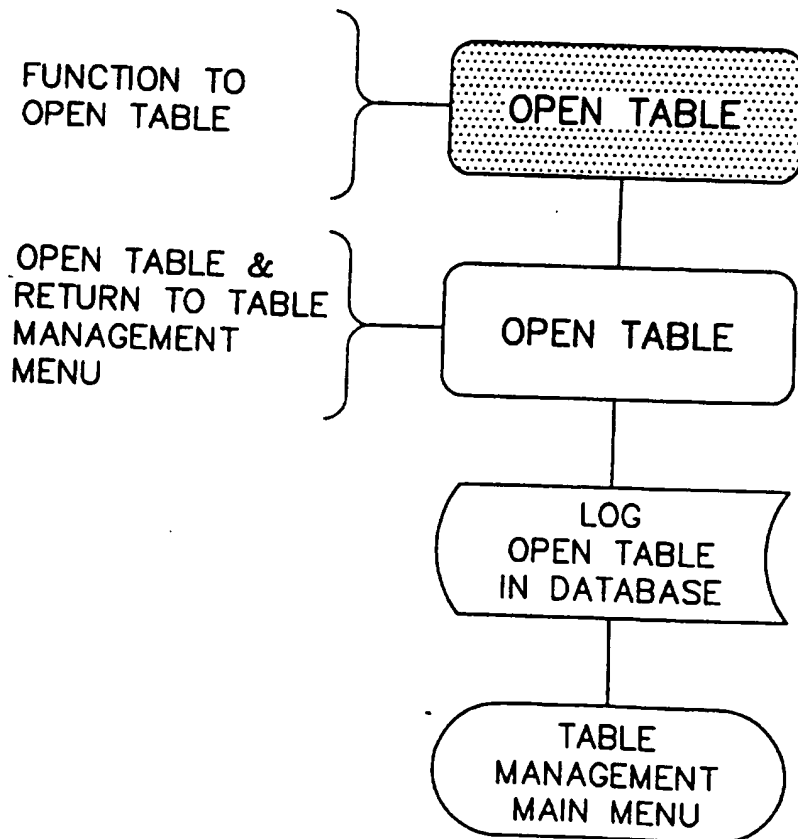 FUNCTION TO
OPEN TABLE
OPEN TABLE
OPEN TABLE &
RETURN TO TABLE
MANAGEMENT
MENU
OPEN TABLE
LOG
OPEN TABLE
IN DATABASE
TABLE
MANAGEMENT
MAIN MENU